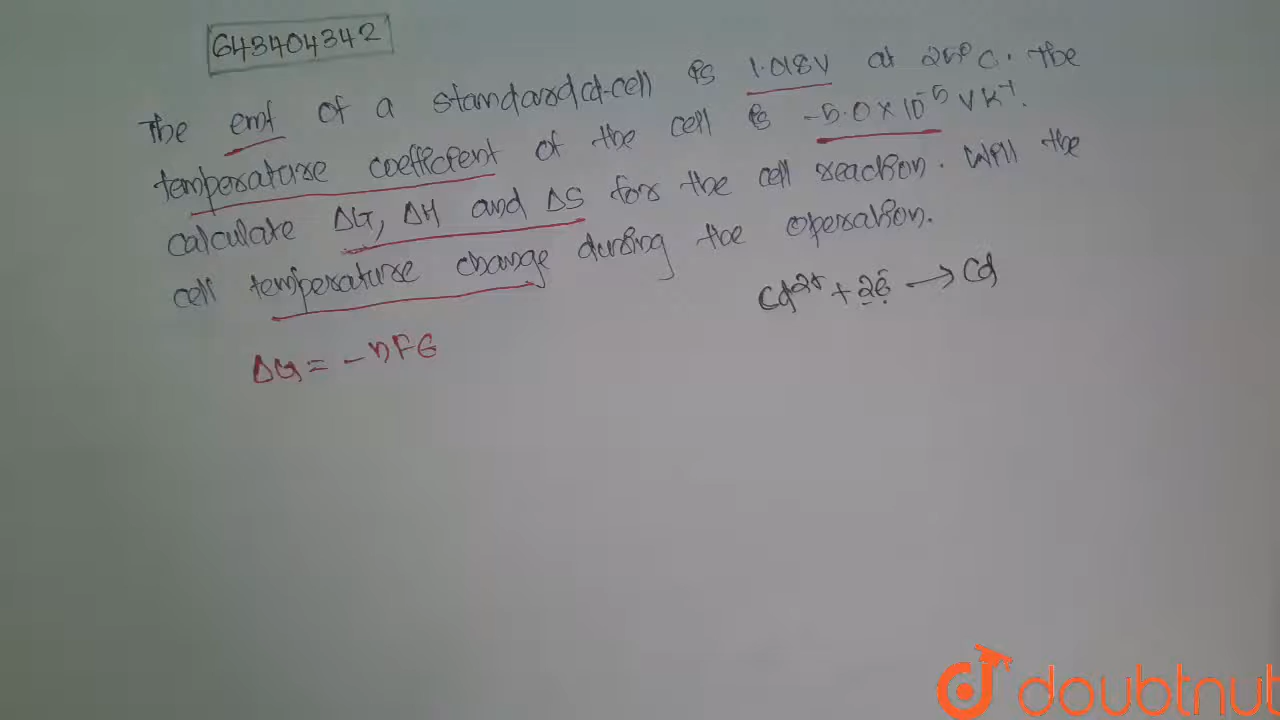 643404342
The emf of a standard cd-cell is 1.018V at 25°C. The
temperature coefficient of the cell is -5.0×10⁻⁵ VK⁻¹.
calculate ΔG, ΔH and ΔS for the cell reaction. Will the
cell temperature change during the operation.
Cd²⁺ + 2ē → Cd
ΔG = -nFE
doubtnut